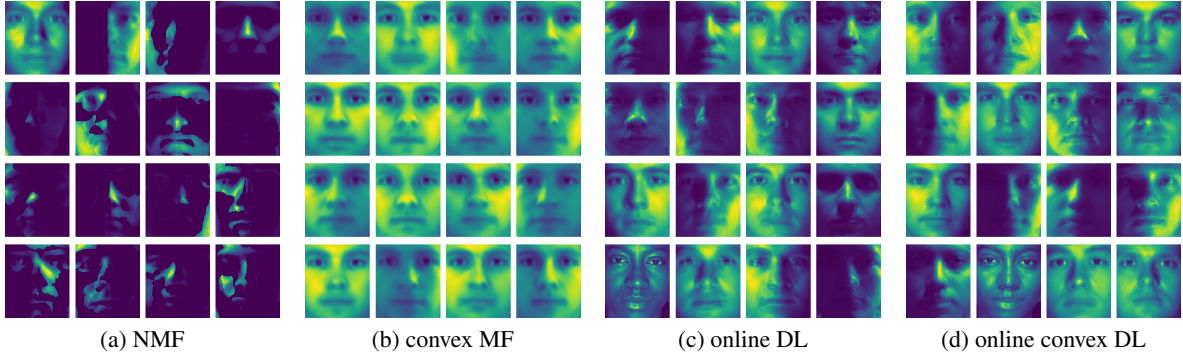 (a) NMF
(b) convex MF
(c) online DL
(d) online convex DL